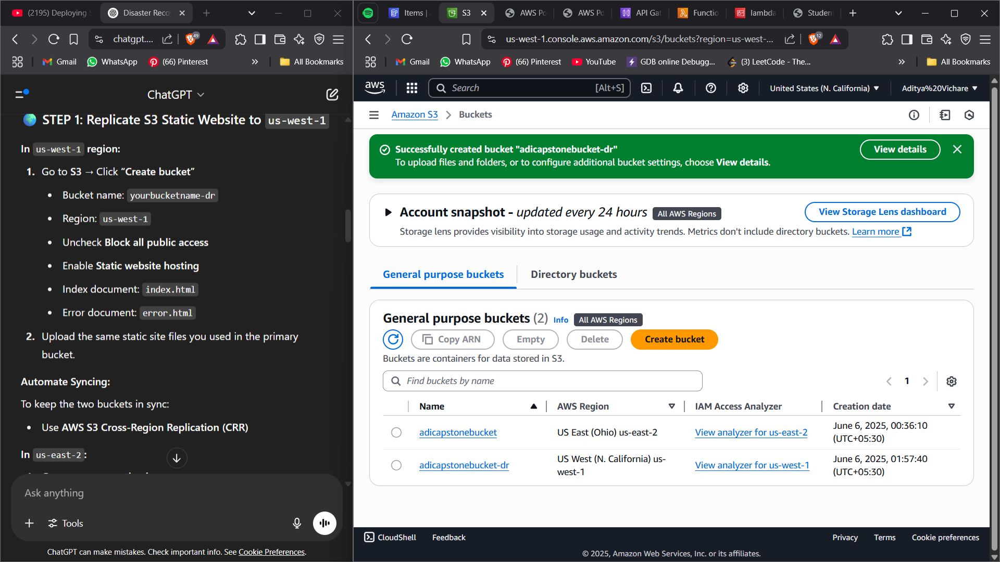 (2195) Deploying
Disaster Reco
chatgpt....
49
Gmail
WhatsApp
(66) Pinterest
»
All Bookmarks
ChatGPT
STEP 1: Replicate S3 Static Website to us-west-1
In us-west-1 region:
1. Go to S3 → Click “Create bucket”
• Bucket name: yourbucketname-dr
• Region: us-west-1
• Uncheck Block all public access
• Enable Static website hosting
• Index document: index.html
• Error document: error.html
2. Upload the same static site files you used in the primary
bucket.
Automate Syncing:
To keep the two buckets in sync:
• Use AWS S3 Cross-Region Replication (CRR)
In us-east-2:
Ask anything
Tools
ChatGPT can make mistakes. Check important info. See Cookie Preferences.
Items |
S3
AWS Po
AWS Po
API Gat
Functio
lambda
Studen
us-west-1.console.aws.amazon.com/s3/buckets?region=us-west-...
12
Gmail
WhatsApp
(66) Pinterest
YouTube
GDB online Debugg...
(3) LeetCode - The...
»
All Bookmarks
aws
Search
[Alt+S]
United States (N. California)
Aditya%20Vichare
Amazon S3
Buckets
Successfully created bucket "adicapstonebucket-dr"
To upload files and folders, or to configure additional bucket settings, choose View details.
View details
Account snapshot - updated every 24 hours
All AWS Regions
View Storage Lens dashboard
Storage lens provides visibility into storage usage and activity trends. Metrics don't include directory buckets. Learn more
General purpose buckets
Directory buckets
General purpose buckets (2)
Info
All AWS Regions
Copy ARN
Empty
Delete
Create bucket
Buckets are containers for data stored in S3.
Find buckets by name
1
Name
AWS Region
IAM Access Analyzer
Creation date
adicapstonebucket
US East (Ohio) us-east-2
View analyzer for us-east-2
June 6, 2025, 00:36:10
(UTC+05:30)
adicapstonebucket-dr
US West (N. California) us-
west-1
View analyzer for us-west-1
June 6, 2025, 01:57:40
(UTC+05:30)
CloudShell
Feedback
Privacy
Terms
Cookie preferences
© 2025, Amazon Web Services, Inc. or its affiliates.